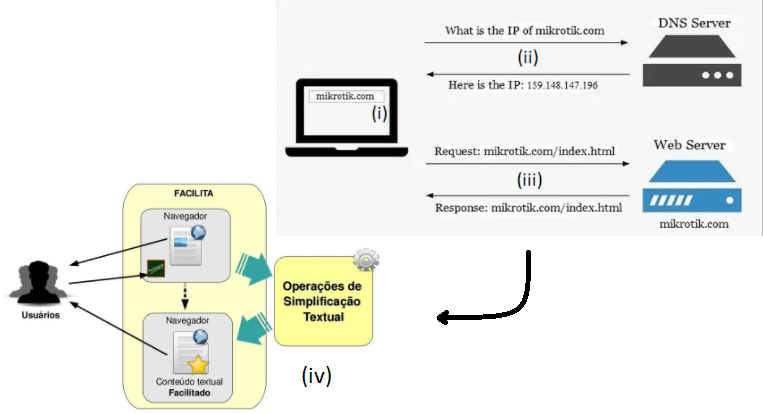 What is the IP of mikrotik.com
DNS Server
(ii)
mikrotik.com
(i)
Here is the IP: 159.148.147.196
Request: mikrotik.com/index.html
Web Server
(iii)
Response: mikrotik.com/index.html
mikrotik.com
FACILITA
Navegador
Usuários
Operações de
Simplificação
Textual
Navegador
Conteúdo textual
Facilitado
(iv)